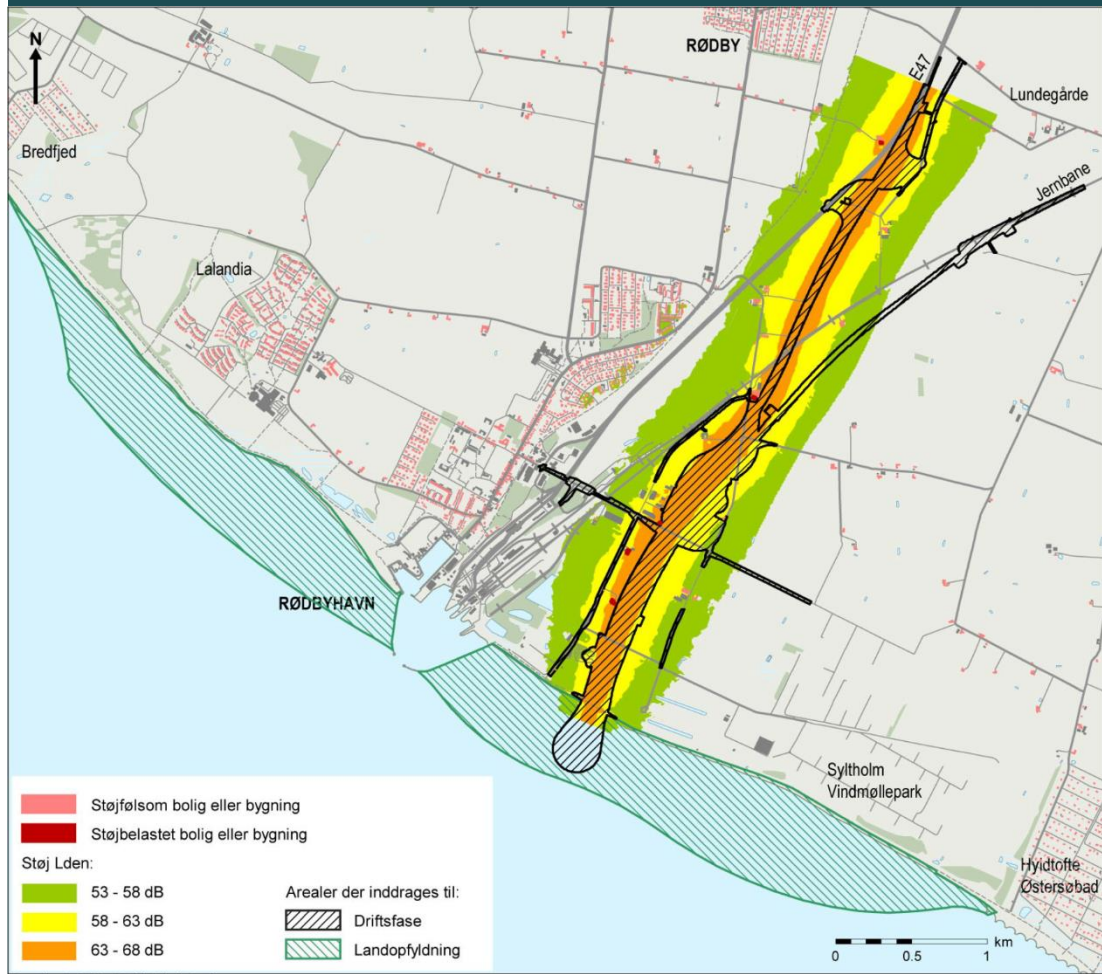 N
RØDBY
E47
Lundegårde
Bredfjed
Jernbane
Lalandia
RØDBYHAVN
Syltholm
Vindmøllepark
Hyldtofte
Østersøbad
Støjfølsom bolig eller bygning
Støjbelastet bolig eller bygning
Støj Lden:
53 - 58 dB
58 - 63 dB
63 - 68 dB
Arealer der inddrages til:
Driftsfase
Landopfyldning
km
0 0.5 1